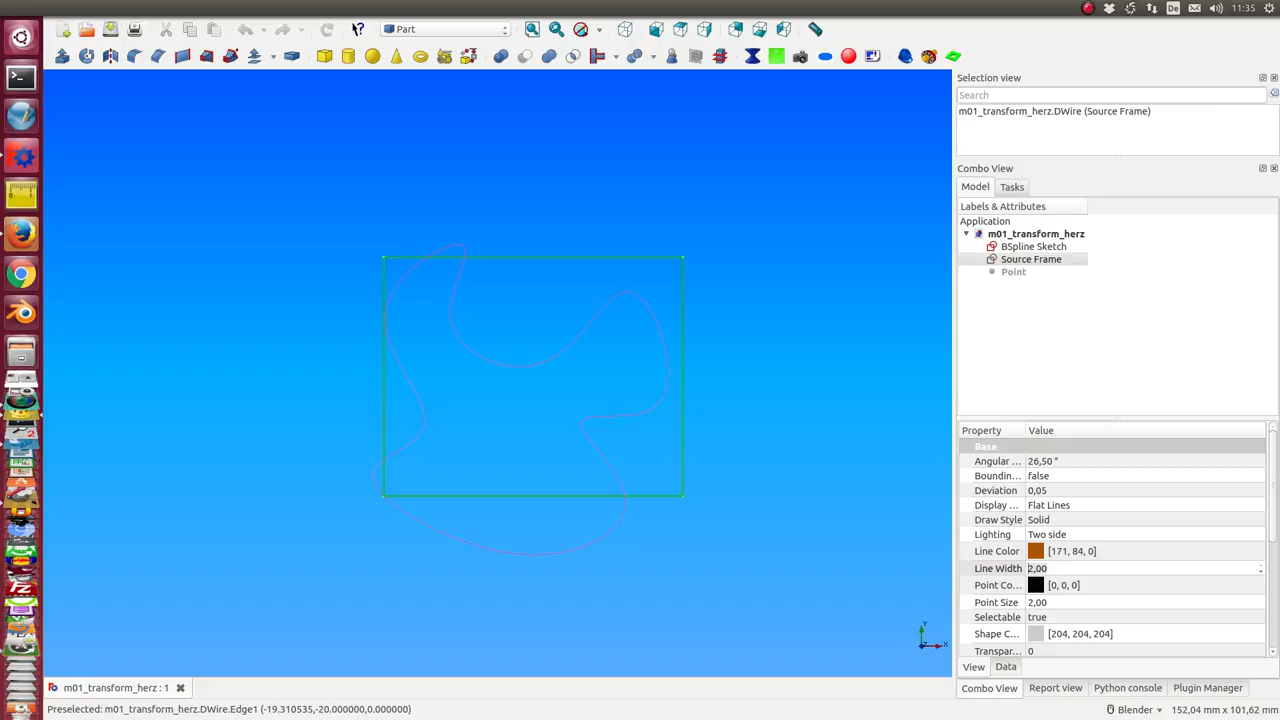 De
11:35
Part
Selection view
Search
m01_transform_herz.DWire (Source Frame)
Combo View
Model
Tasks
Labels & Attributes
Application
m01_transform_herz
BSpline Sketch
Source Frame
Point
Property
Value
Base
Angular ...
26,50 °
Boundin...
false
Deviation
0,05
Display ...
Flat Lines
Draw Style
Solid
Lighting
Two side
Line Color
[171, 84, 0]
Line Width
2,00
Point Co...
[0, 0, 0]
Point Size
2,00
Selectable
true
Shape C...
[204, 204, 204]
Transpar...
0
View
Data
Y
Z
X
m01_transform_herz : 1
Combo View
Report view
Python console
Plugin Manager
Preselected: m01_transform_herz.DWire.Edge1 (-19.310535,-20.000000,0.000000)
Blender
152,04 mm x 101,62 mm